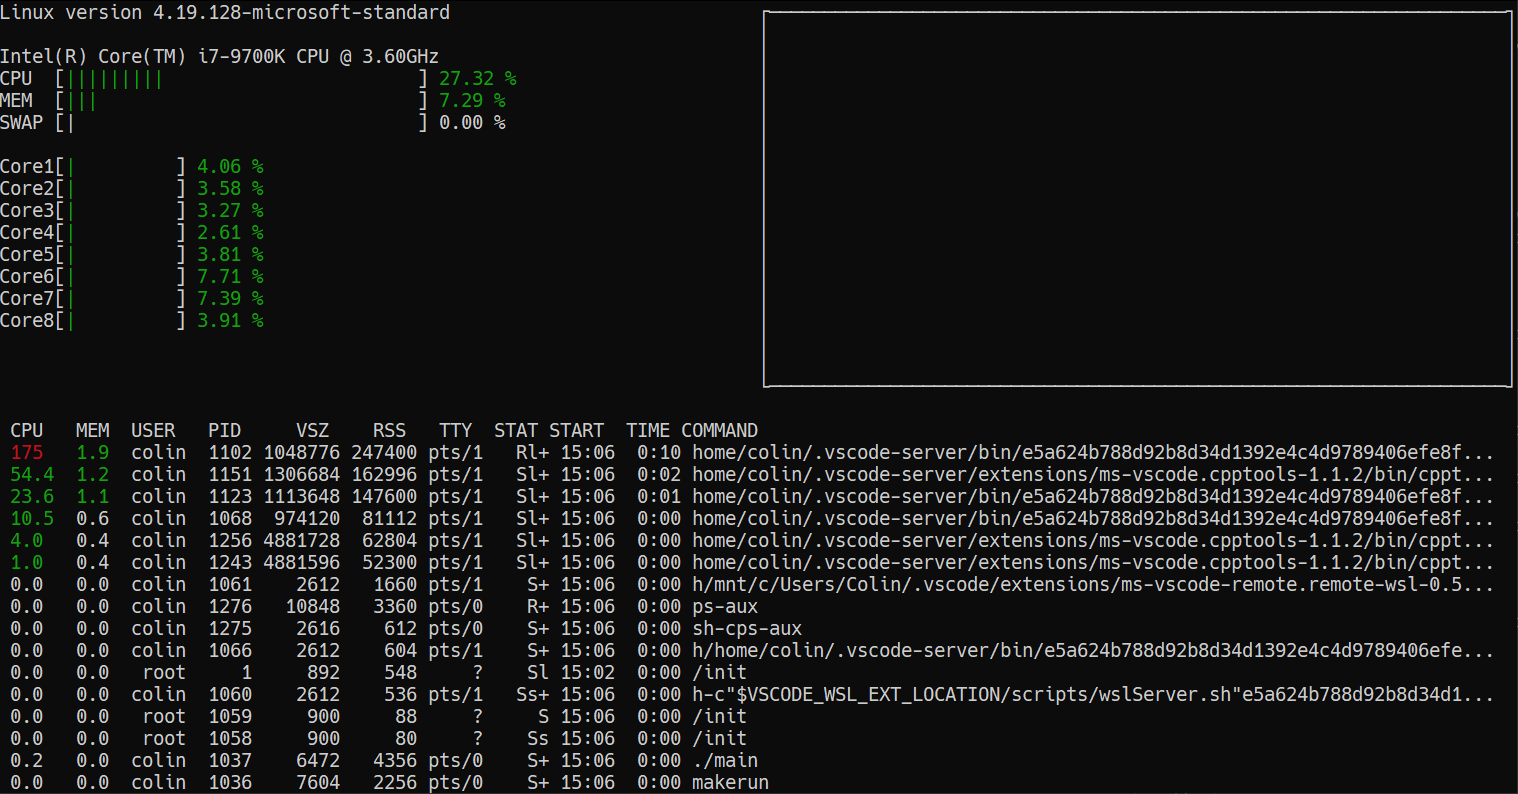 Linux version 4.19.128-microsoft-standard
Intel(R) Core(TM) i7-9700K CPU @ 3.60GHz
CPU [||||||||| ] 27.32 %
MEM [||| ] 7.29 %
SWAP [| ] 0.00 %
Core1[| ] 4.06 %
Core2[| ] 3.58 %
Core3[| ] 3.27 %
Core4[| ] 2.61 %
Core5[| ] 3.81 %
Core6[| ] 7.71 %
Core7[| ] 7.39 %
Core8[| ] 3.91 %
CPU MEM USER PID VSZ RSS TTY STAT START TIME COMMAND
175 1.9 colin 1102 1048776 247400 pts/1 Rl+ 15:06 0:10 home/colin/.vscode-server/bin/e5a624b788d92b8d34d1392e4c4d9789406efe8f...
54.4 1.2 colin 1151 1306684 162996 pts/1 Sl+ 15:06 0:02 home/colin/.vscode-server/extensions/ms-vscode.cpptools-1.1.2/bin/cppt...
23.6 1.1 colin 1123 1113648 147600 pts/1 Sl+ 15:06 0:01 home/colin/.vscode-server/bin/e5a624b788d92b8d34d1392e4c4d9789406efe8f...
10.5 0.6 colin 1068 974120 81112 pts/1 Sl+ 15:06 0:00 home/colin/.vscode-server/bin/e5a624b788d92b8d34d1392e4c4d9789406efe8f...
4.0 0.4 colin 1256 4881728 62804 pts/1 Sl+ 15:06 0:00 home/colin/.vscode-server/extensions/ms-vscode.cpptools-1.1.2/bin/cppt...
1.0 0.4 colin 1243 4881596 52300 pts/1 Sl+ 15:06 0:00 home/colin/.vscode-server/extensions/ms-vscode.cpptools-1.1.2/bin/cppt...
0.0 0.0 colin 1061 2612 1660 pts/1 S+ 15:06 0:00 h/mnt/c/Users/Colin/.vscode/extensions/ms-vscode-remote.remote-wsl-0.5...
0.0 0.0 colin 1276 10848 3360 pts/0 R+ 15:06 0:00 ps-aux
0.0 0.0 colin 1275 2616 612 pts/0 S+ 15:06 0:00 sh-cps-aux
0.0 0.0 colin 1066 2612 604 pts/1 S+ 15:06 0:00 h/home/colin/.vscode-server/bin/e5a624b788d92b8d34d1392e4c4d9789406efe...
0.0 0.0 root 1 892 548 ? Sl 15:02 0:00 /init
0.0 0.0 colin 1060 2612 536 pts/1 Ss+ 15:06 0:00 h-c"$VSCODE_WSL_EXT_LOCATION/scripts/wslServer.sh"e5a624b788d92b8d34d1...
0.0 0.0 root 1059 900 88 ? S 15:06 0:00 /init
0.0 0.0 root 1058 900 80 ? Ss 15:06 0:00 /init
0.2 0.0 colin 1037 6472 4356 pts/0 S+ 15:06 0:00 ./main
0.0 0.0 colin 1036 7604 2256 pts/0 S+ 15:06 0:00 makerun